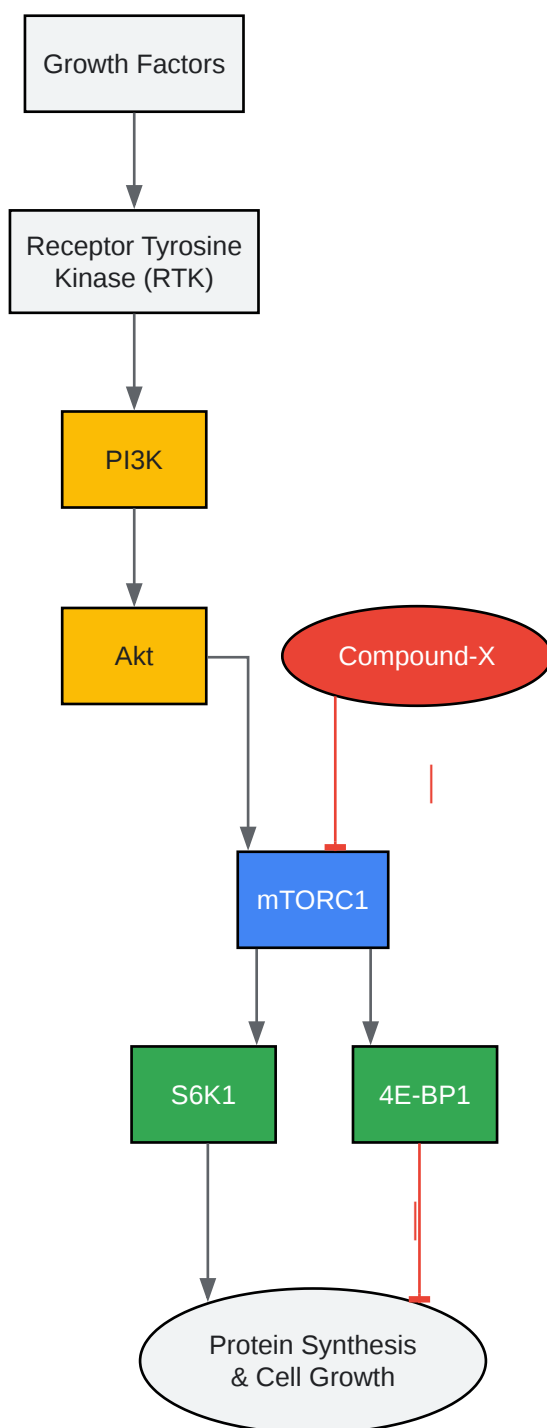 Growth Factors
Receptor Tyrosine
Kinase (RTK)
PI3K
Akt
Compound-X
mTORC1
S6K1
4E-BP1
Protein Synthesis
& Cell Growth